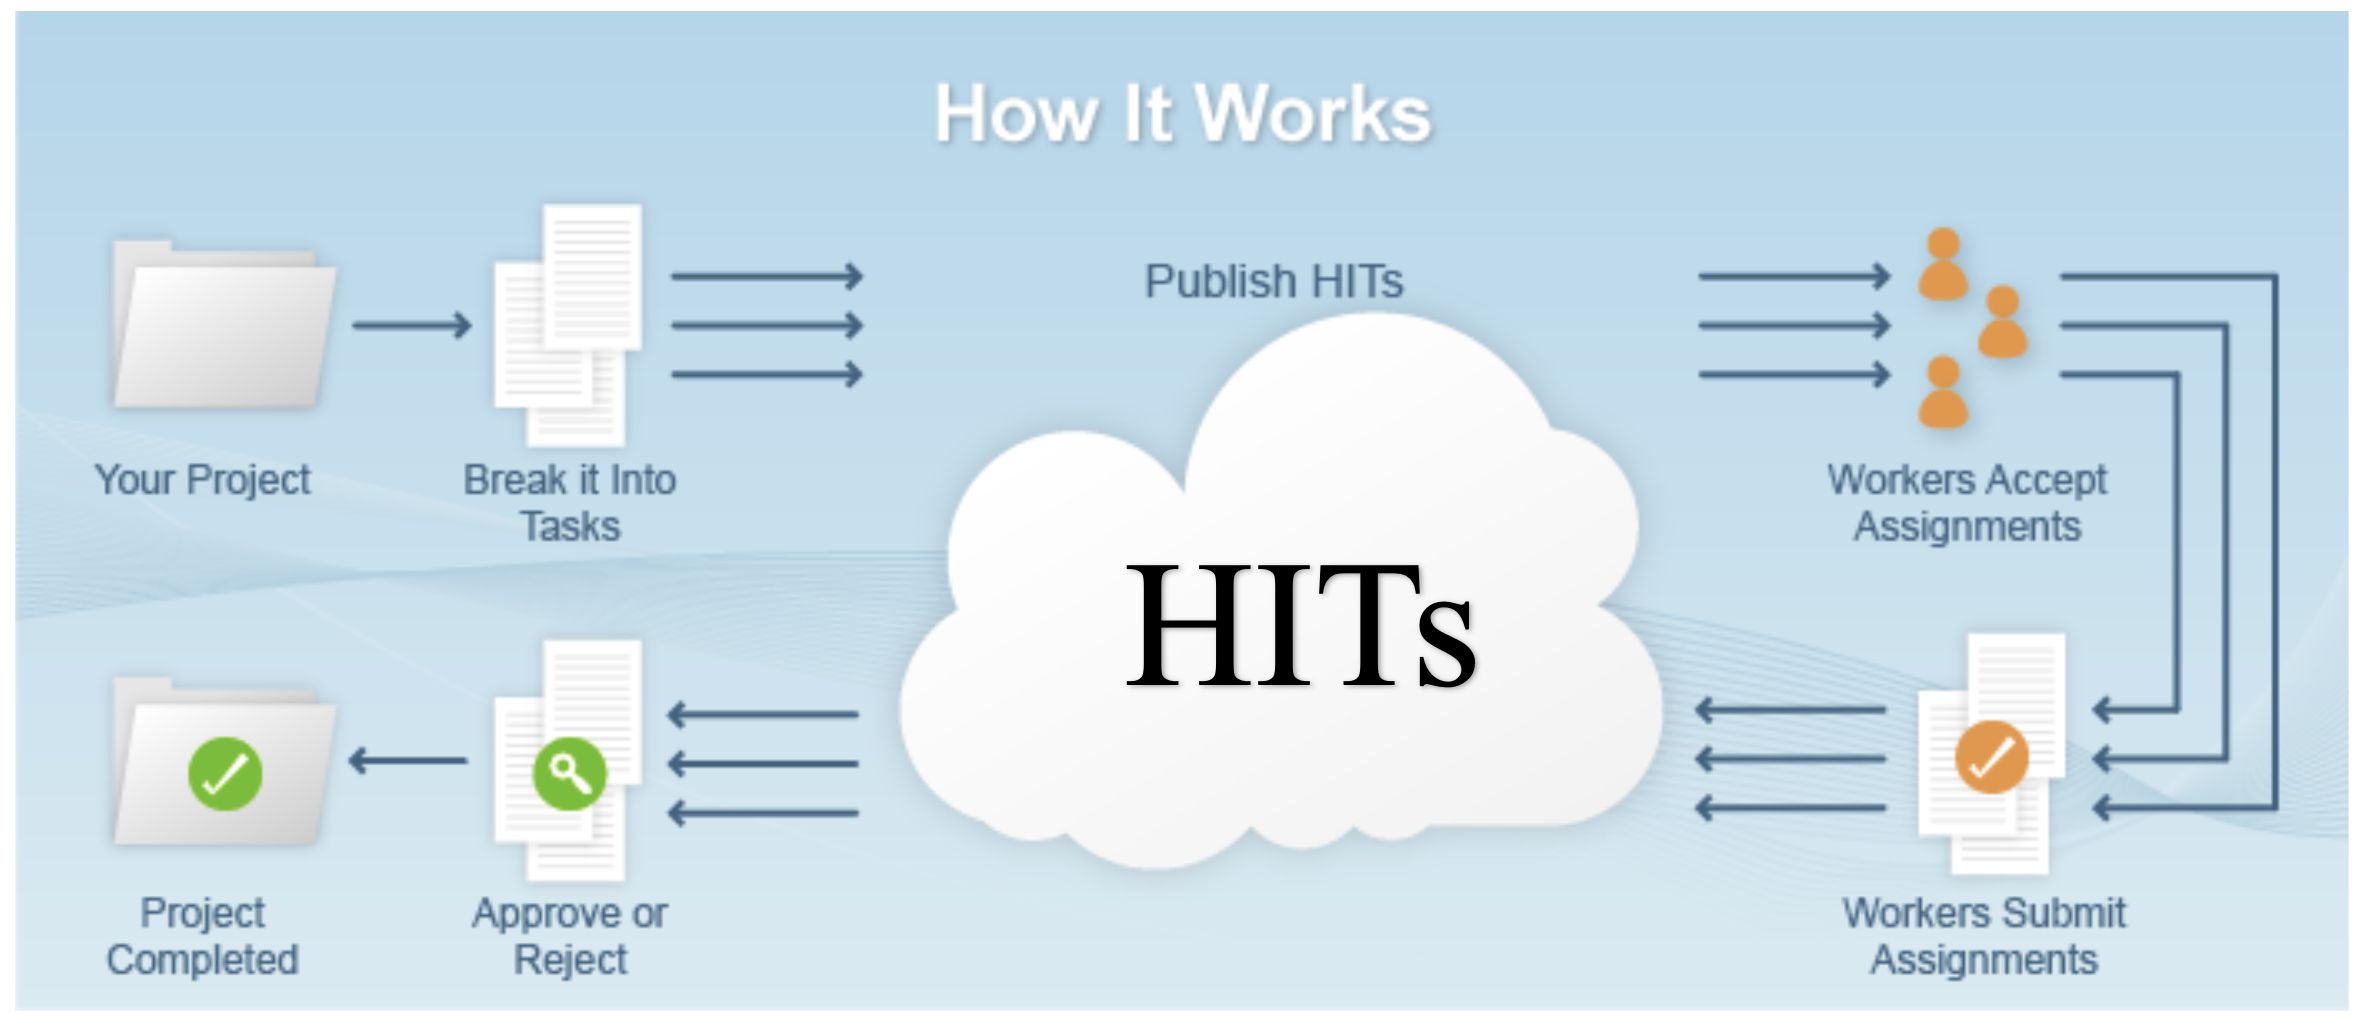 How It Works
Publish HITs
Your Project
Break it Into
Tasks
Workers Accept
Assignments
HITs
Project
Completed
Approve or
Reject
Workers Submit
Assignments